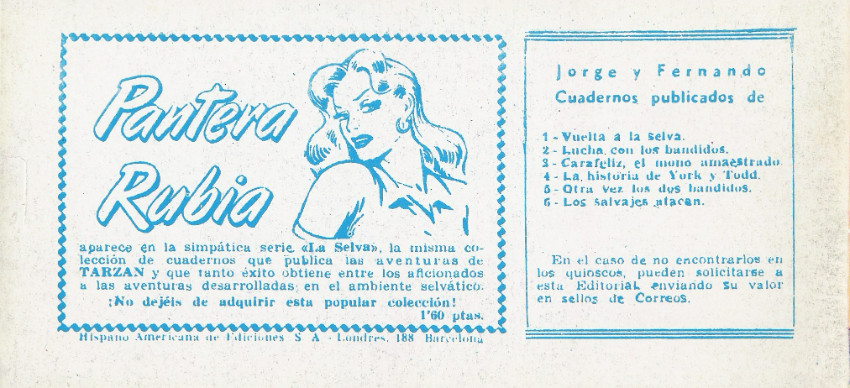 Pantera
Rubia
aparece en la simpática serie «La Selva», la misma co-
lección de cuadernos que publica las aventuras de
TARZAN y que tanto éxito obtiene entre los aficionados
a las aventuras desarrolladas en el ambiente selvático.
¡No dejéis de adquirir esta popular colección!
1'60 ptas.
Hispano Americana de Ediciones S A - Londres, 188 Barcelona
Jorge y Fernando
Cuadernos publicados de
1 - Vuelta a la selva.
2 - Lucha con los bandidos.
3 - Carafeliz, el mono amaestrado
4 - La historia de York y Todd.
5 - Otra vez los dos bandidos.
6 - Los salvajes atacan.
En el caso de no encontrarlos en
los quioscos, pueden solicitarse a
esta Editorial enviando su valor
en sellos de Correos.